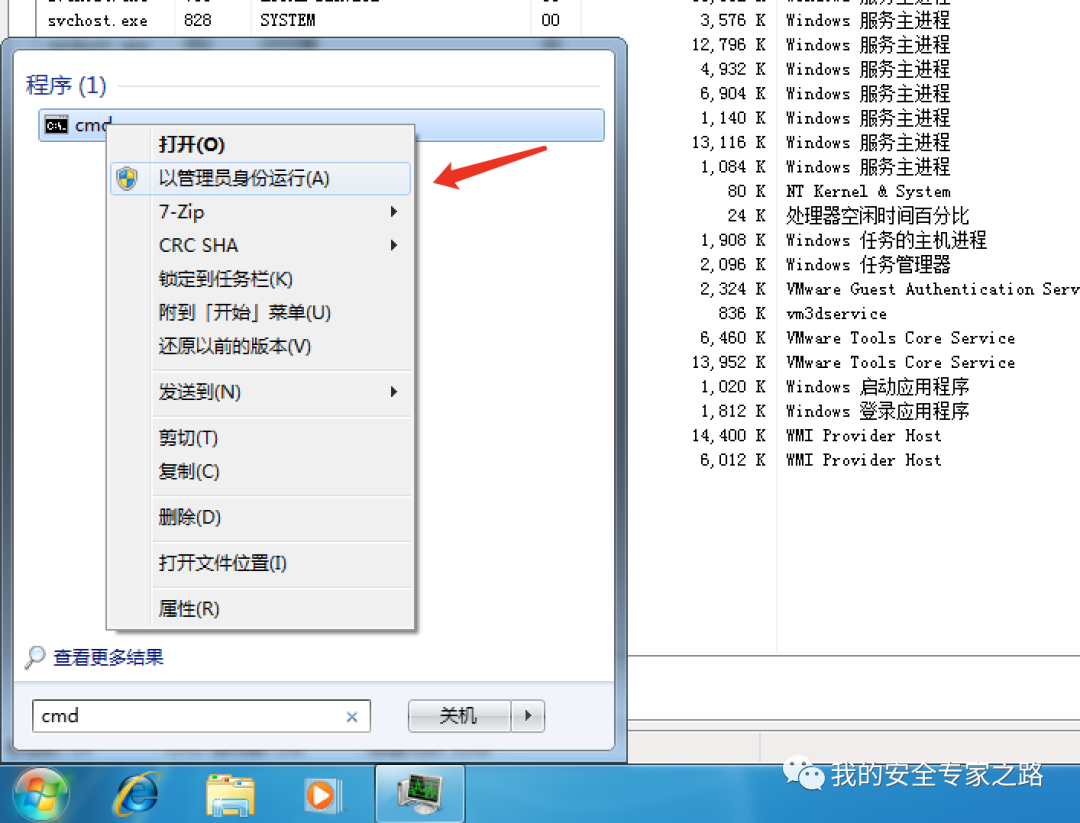 svchost.exe 828 SYSTEM 00 3,576 K Windows 服务主进程
12,796 K Windows 服务主进程
4,932 K Windows 服务主进程
6,904 K Windows 服务主进程
1,140 K Windows 服务主进程
13,116 K Windows 服务主进程
1,084 K Windows 服务主进程
80 K NT Kernel & System
24 K 处理器空闲时间百分比
1,908 K Windows 任务的主机进程
2,096 K Windows 任务管理器
2,324 K VMware Guest Authentication Serv
836 K vm3dservice
6,460 K VMware Tools Core Service
13,952 K VMware Tools Core Service
1,020 K Windows 启动应用程序
1,812 K Windows 登录应用程序
14,400 K WMI Provider Host
6,012 K WMI Provider Host
程序 (1)
C:\. cmd
打开(O)
以管理员身份运行(A)
7-Zip
CRC SHA
锁定到任务栏(K)
附到「开始」菜单(U)
还原以前的版本(V)
发送到(N)
剪切(T)
复制(C)
删除(D)
打开文件位置(I)
属性(R)
查看更多结果
cmd
关机
我的安全专家之路